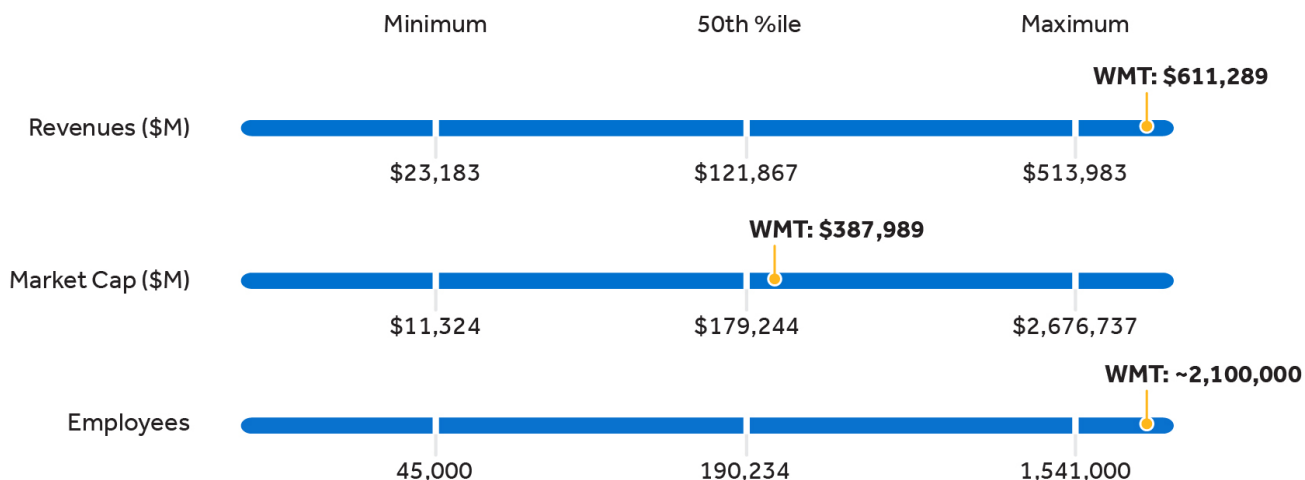 Minimum 50th %ile Maximum
WMT: $611,289
Revenues ($M)
$23,183 $121,867 $513,983
WMT: $387,989
Market Cap ($M)
$11,324 $179,244 $2,676,737
WMT: ~2,100,000
Employees
45,000 190,234 1,541,000